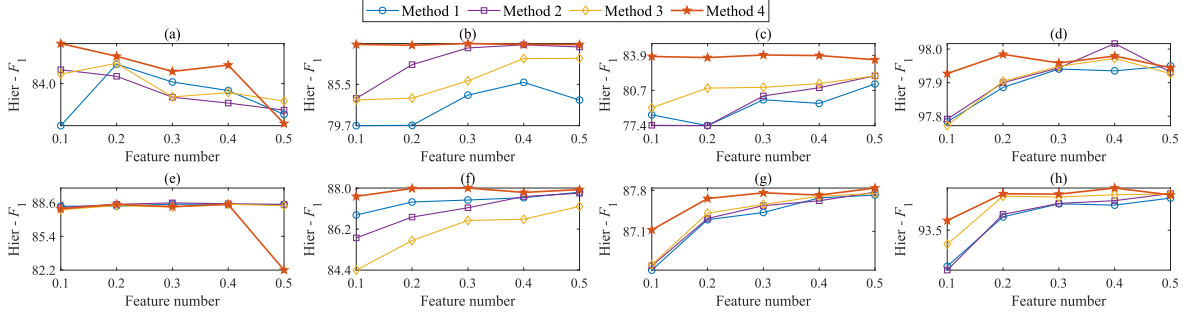 Method 1 Method 2 Method 3 Method 4
(a) (b) (c) (d)
Hier - F1 84.0
0.1 0.2 0.3 0.4 0.5
Feature number
Hier - F1 85.5 79.7
0.1 0.2 0.3 0.4 0.5
Feature number
Hier - F1 83.9 80.7 77.4
0.1 0.2 0.3 0.4 0.5
Feature number
Hier - F1 98.0 97.9 97.8
0.1 0.2 0.3 0.4 0.5
Feature number
(e) (f) (g) (h)
Hier - F1 88.6 85.4 82.2
0.1 0.2 0.3 0.4 0.5
Feature number
Hier - F1 88.0 86.2 84.4
0.1 0.2 0.3 0.4 0.5
Feature number
Hier - F1 87.8 87.1
0.1 0.2 0.3 0.4 0.5
Feature number
Hier - F1 93.5
0.1 0.2 0.3 0.4 0.5
Feature number